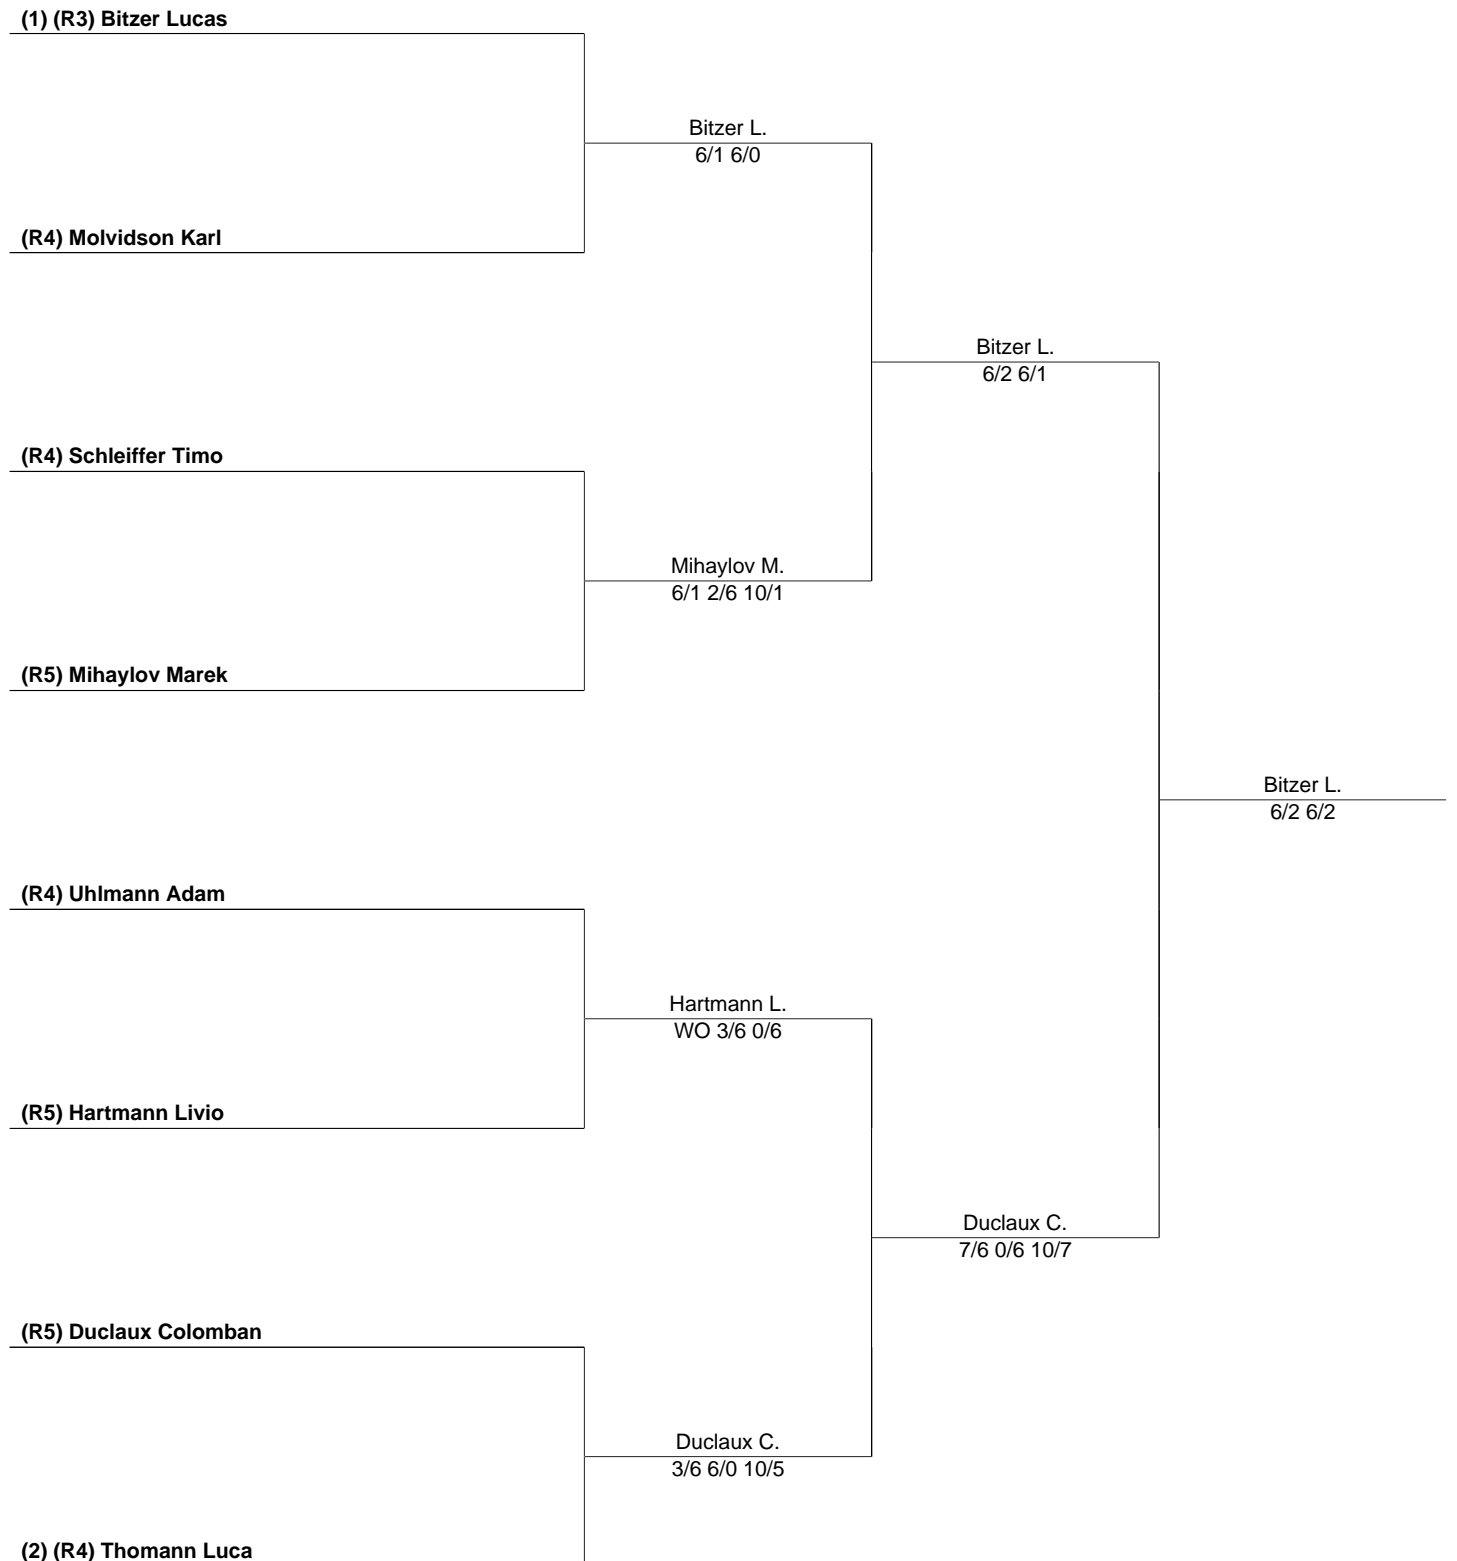 (1) (R3) Bitzer Lucas
Bitzer L.
6/1 6/0
(R4) Molvidson Karl
Bitzer L.
6/2 6/1
(R4) Schleiffer Timo
Mihaylov M.
6/1 2/6 10/1
(R5) Mihaylov Marek
Bitzer L.
6/2 6/2
(R4) Uhlmann Adam
Hartmann L.
WO 3/6 0/6
(R5) Hartmann Livio
Duclaux C.
7/6 0/6 10/7
(R5) Duclaux Colomban
Duclaux C.
3/6 6/0 10/5
(2) (R4) Thomann Luca